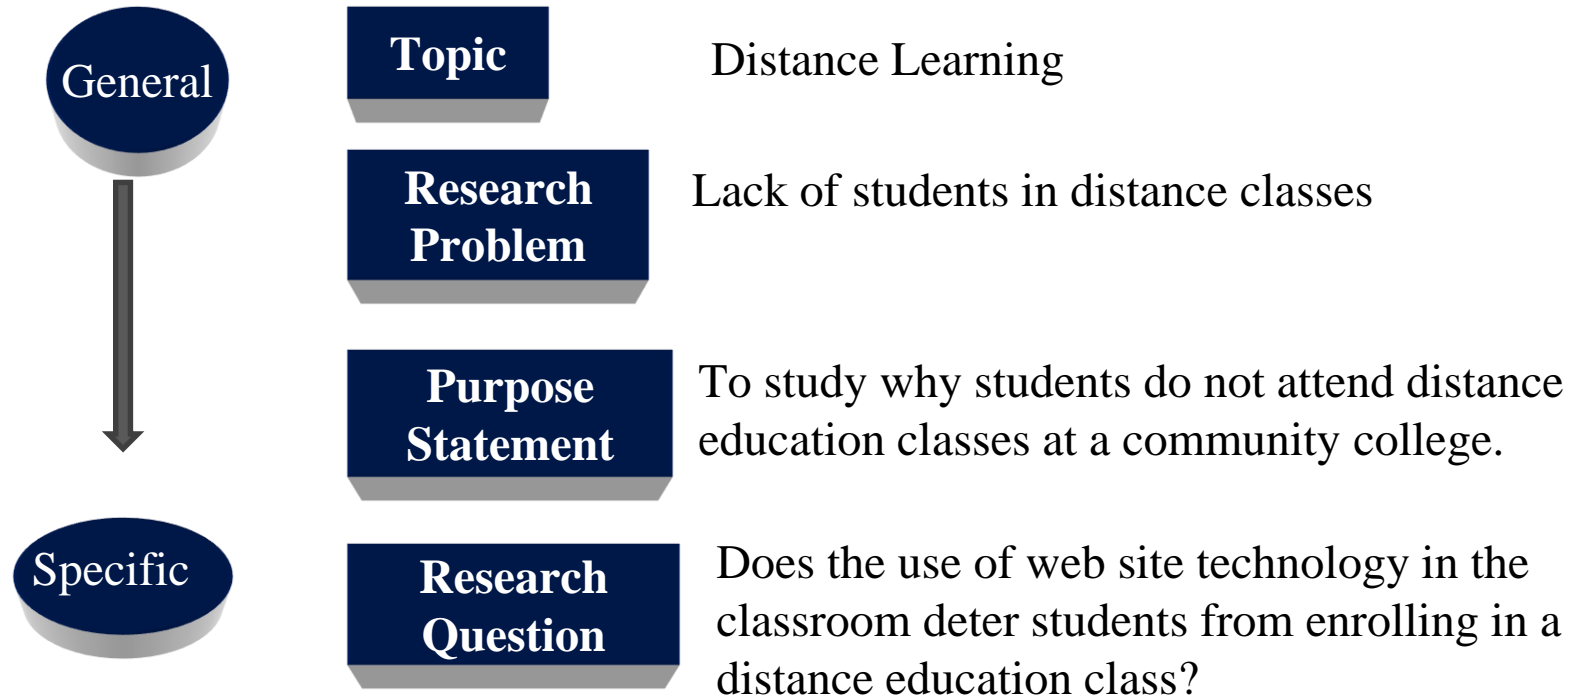 General
Topic
Distance Learning
Research
Problem
Lack of students in distance classes
Purpose
Statement
To study why students do not attend distance
education classes at a community college.
Specific
Research
Question
Does the use of web site technology in the
classroom deter students from enrolling in a
distance education class?